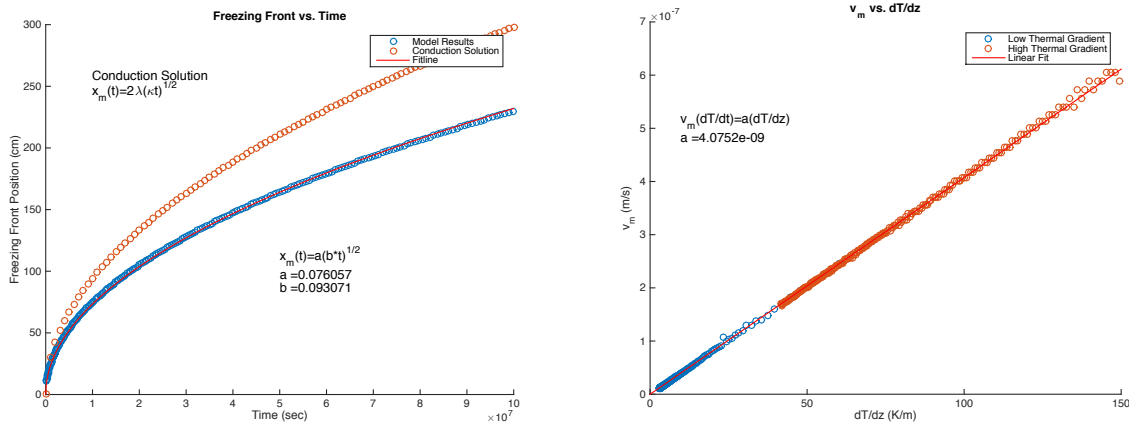 Freezing Front vs. Time
300
250
200
150
100
50
0
Freezing Front Position (cm)
Model Results
Conduction Solution
Fitline
Conduction Solution
x_m(t)=2λ(κt)^1/2
x_m(t)=a(b*t)^1/2
a =0.076057
b =0.093071
0 1 2 3 4 5 6 7 8 9 10
Time (sec)
×10^7
v_m vs. dT/dz
×10^-7
7
6
5
4
3
2
1
0
v_m (m/s)
Low Thermal Gradient
High Thermal Gradient
Linear Fit
v_m(dT/dt)=a(dT/dz)
a =4.0752e-09
0 50 100 150
dT/dz (K/m)